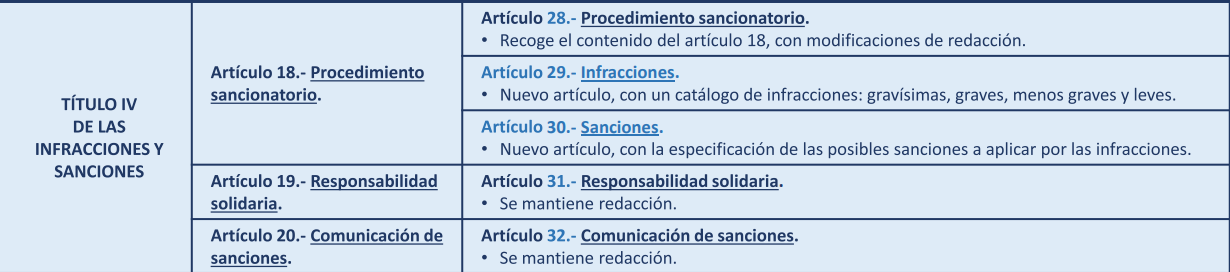 TÍTULO IV
DE LAS
INFRACCIONES Y
SANCIONES
Artículo 18.- Procedimiento
sancionatorio.
Artículo 28.- Procedimiento sancionatorio.
• Recoge el contenido del artículo 18, con modificaciones de redacción.
Artículo 29.- Infracciones.
• Nuevo artículo, con un catálogo de infracciones: gravísimas, graves, menos graves y leves.
Artículo 30.- Sanciones.
• Nuevo artículo, con la especificación de las posibles sanciones a aplicar por las infracciones.
Artículo 19.- Responsabilidad
solidaria.
Artículo 31.- Responsabilidad solidaria.
• Se mantiene redacción.
Artículo 20.- Comunicación de
sanciones.
Artículo 32.- Comunicación de sanciones.
• Se mantiene redacción.